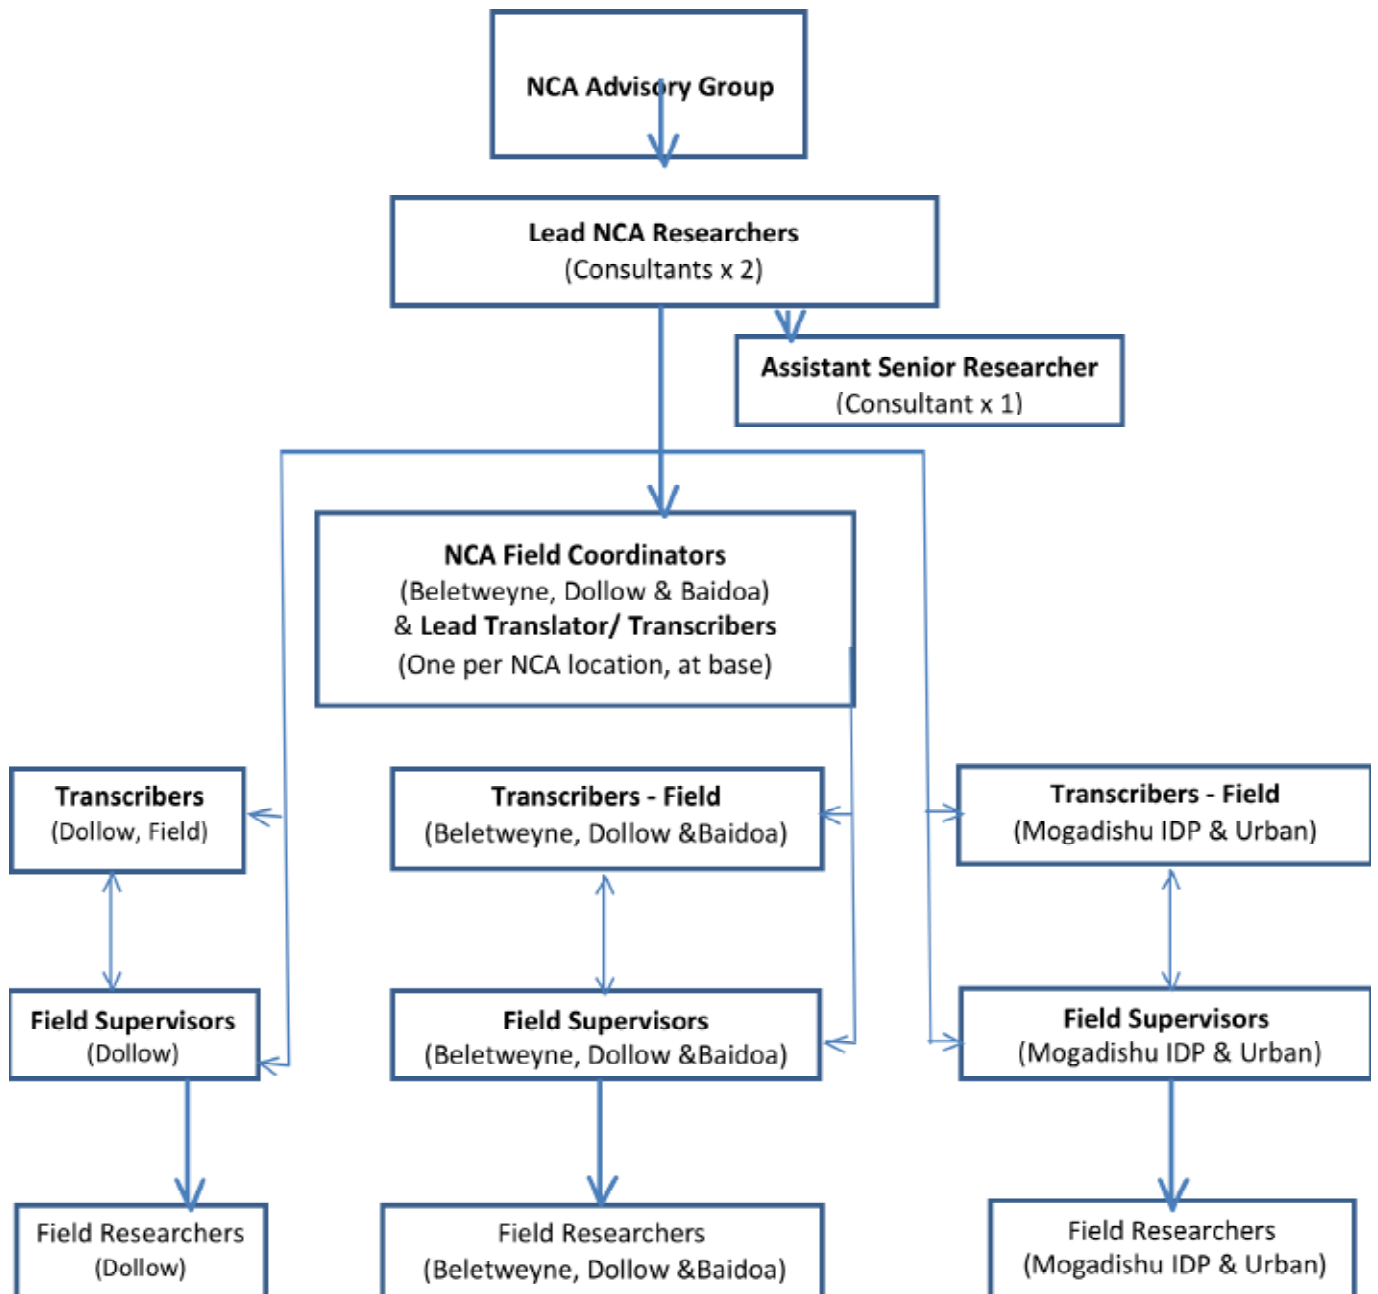 NCA Advisory Group
Lead NCA Researchers
(Consultants x 2)
Assistant Senior Researcher
(Consultant x 1)
NCA Field Coordinators
(Beletweyne, Dollow & Baidoa)
& Lead Translator/ Transcribers
(One per NCA location, at base)
Transcribers
(Dollow, Field)
Transcribers - Field
(Beletweyne, Dollow &Baidoa)
Transcribers - Field
(Mogadishu IDP & Urban)
Field Supervisors
(Dollow)
Field Supervisors
(Beletweyne, Dollow &Baidoa)
Field Supervisors
(Mogadishu IDP & Urban)
Field Researchers
(Dollow)
Field Researchers
(Beletweyne, Dollow &Baidoa)
Field Researchers
(Mogadishu IDP & Urban)